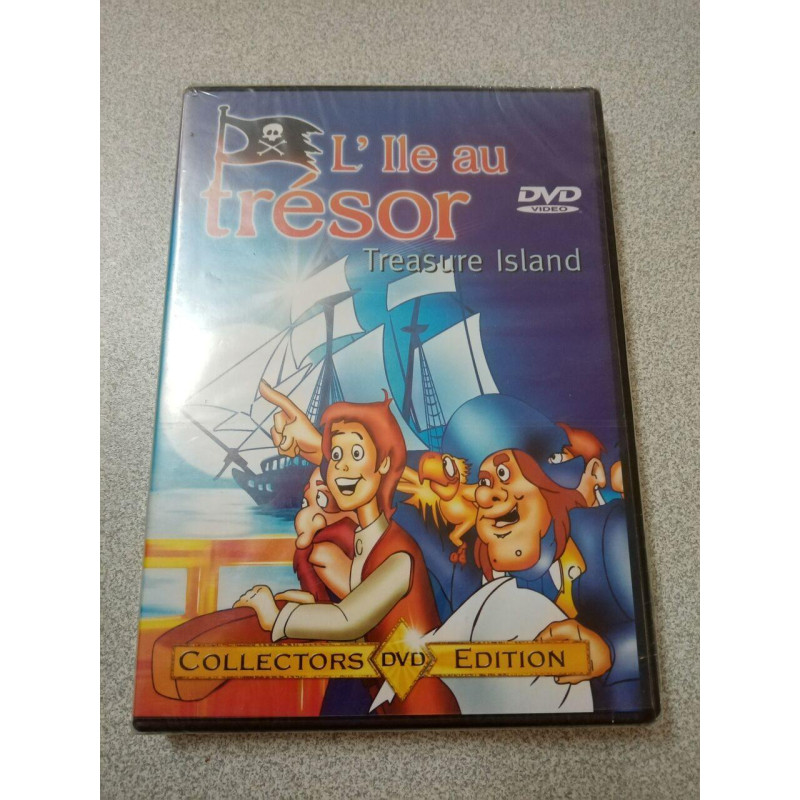 L' Ile au
trésor
DVD
VIDEO
Treasure Island
COLLECTORS DVD EDITION